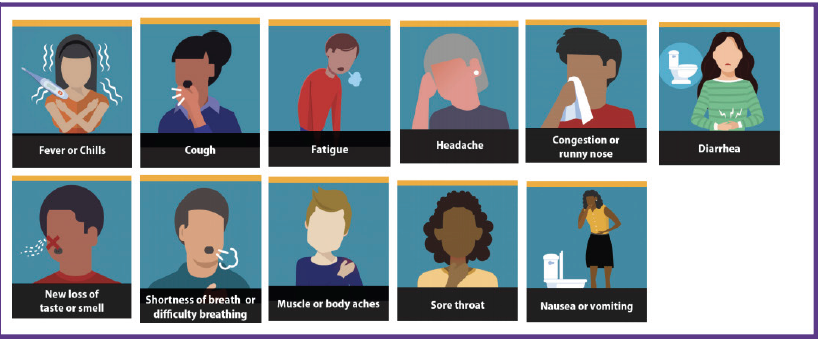 Fever or Chills
Cough
Fatigue
Headache
Congestion or
runny nose
Diarrhea
New loss of
taste or smell
Shortness of breath or
difficulty breathing
Muscle or body aches
Sore throat
Nausea or vomiting